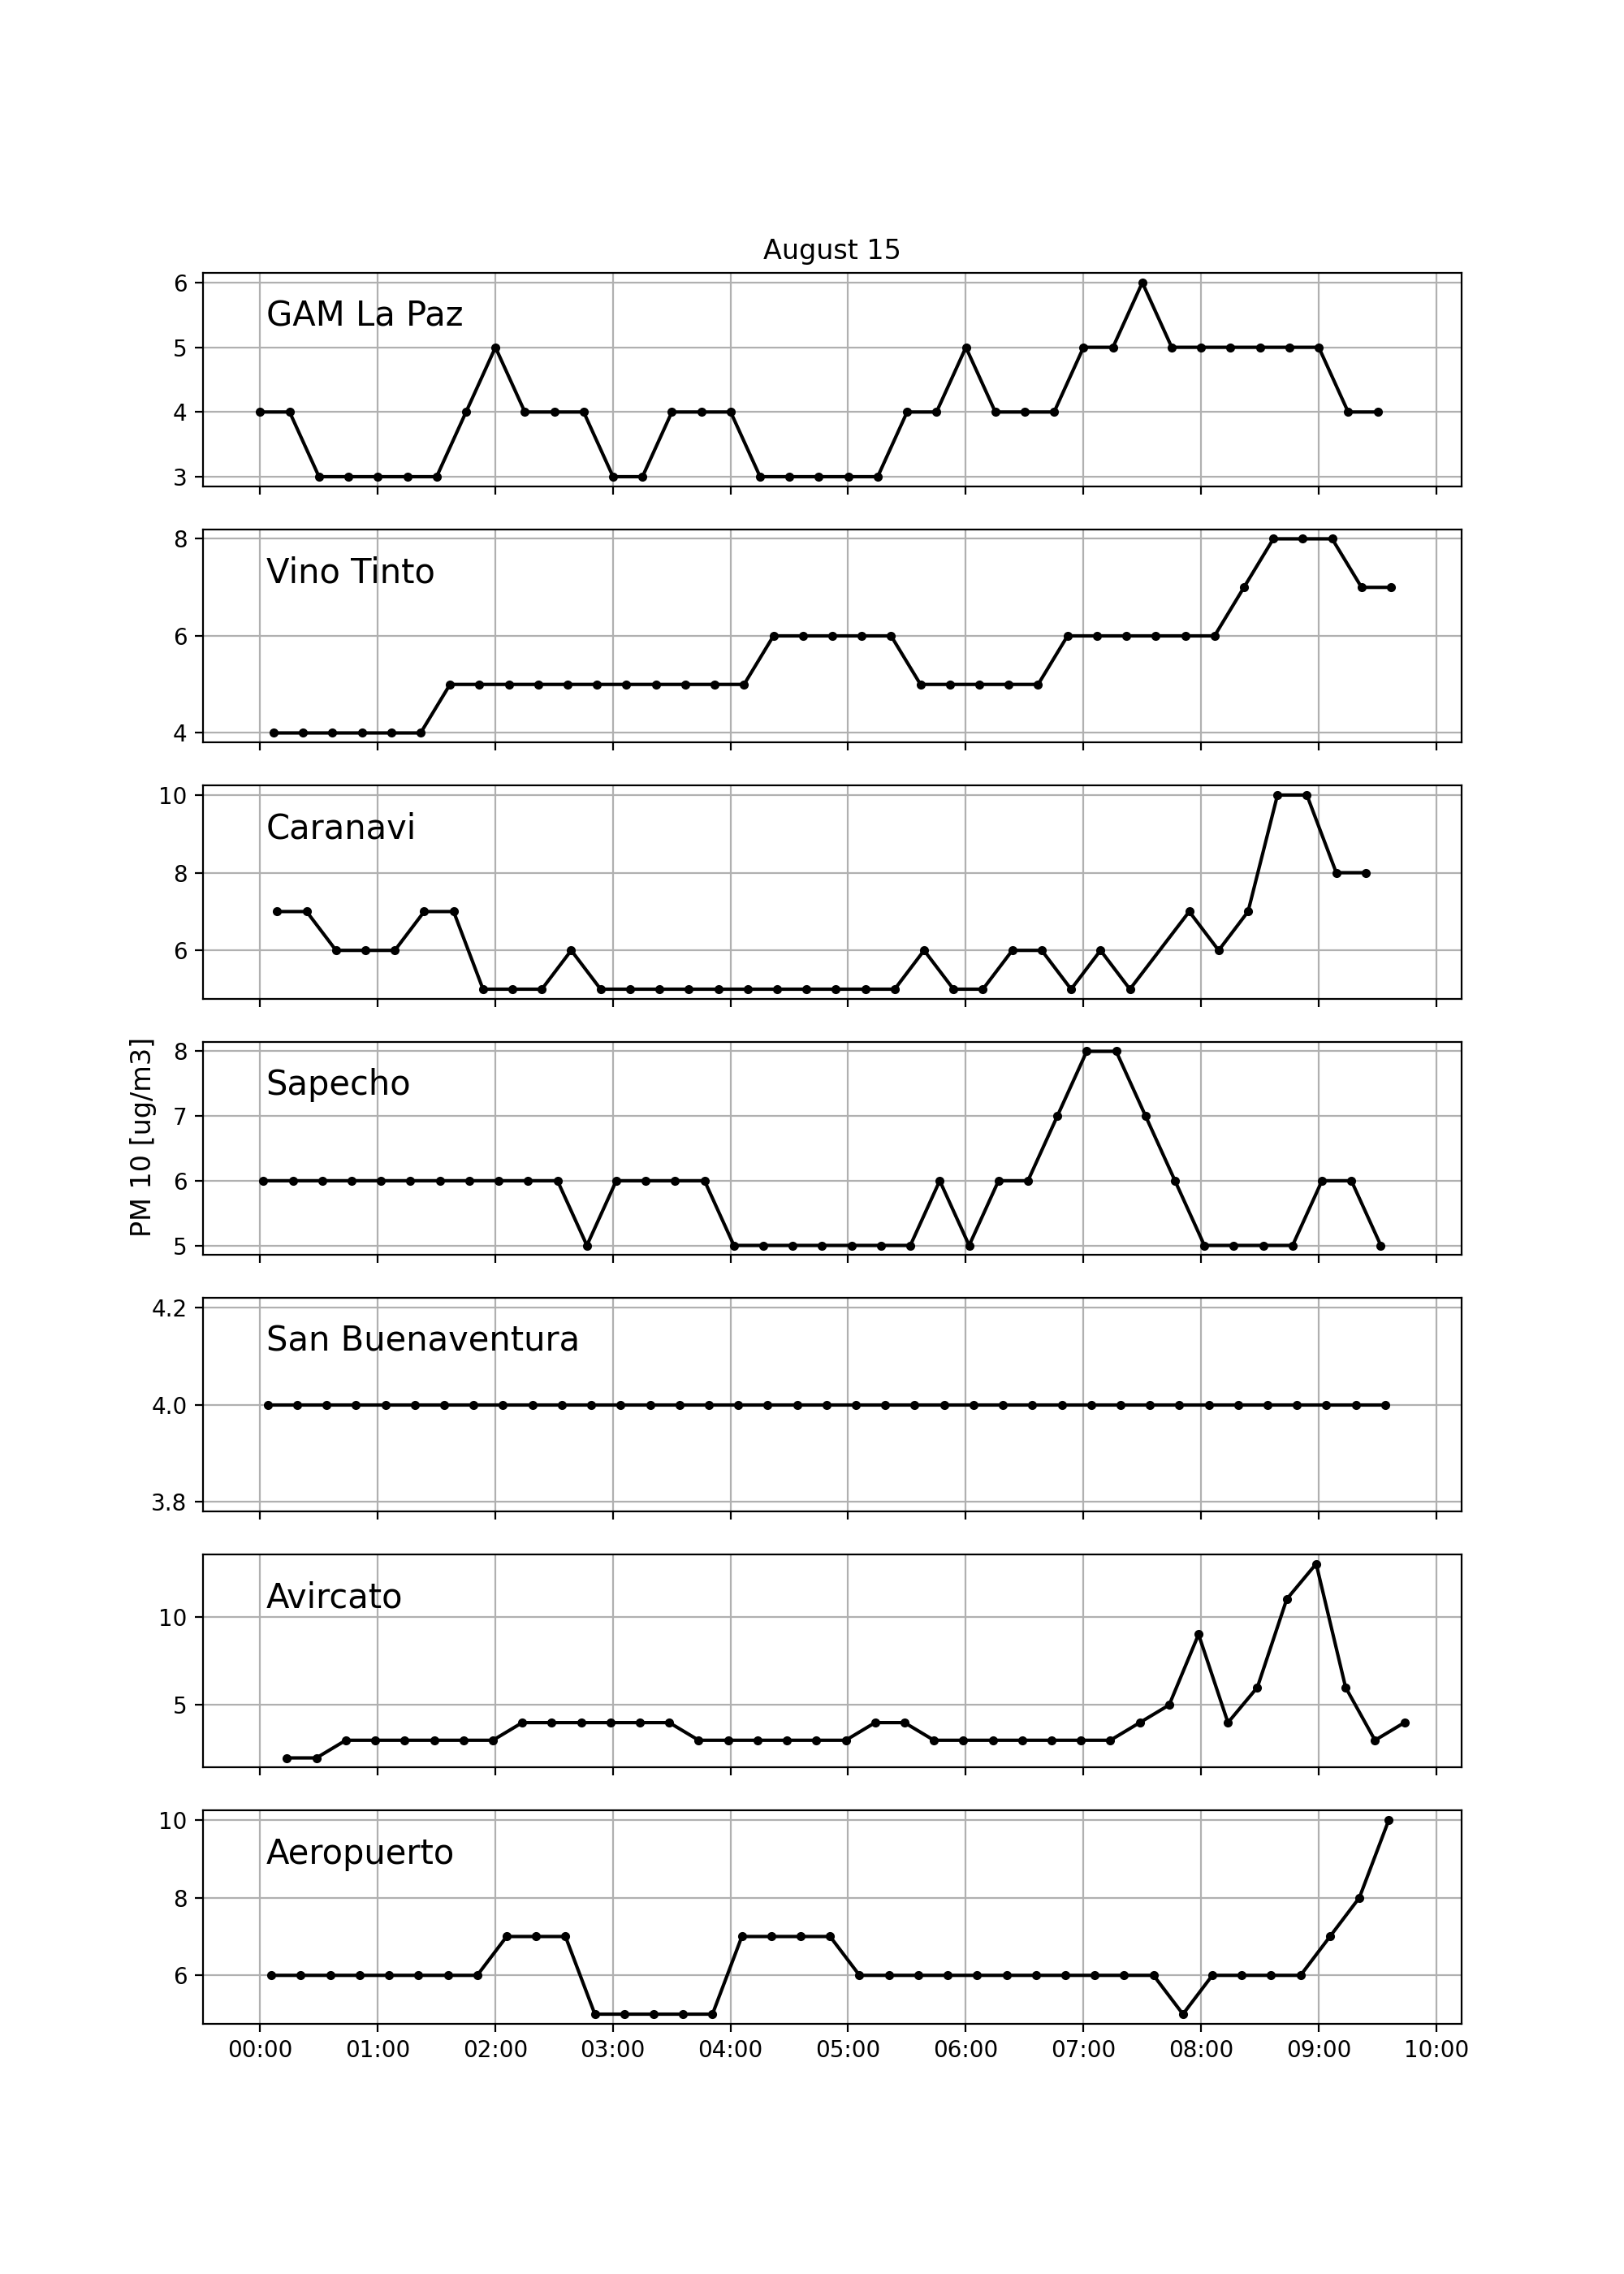 August 15
6
GAM La Paz
5
4
3
8
Vino Tinto
6
4
10
Caranavi
8
6
PM 10 [ug/m3]
8
Sapecho
7
6
5
4.2
San Buenaventura
4.0
3.8
Avircato
10
5
10
Aeropuerto
8
6
00:00 01:00 02:00 03:00 04:00 05:00 06:00 07:00 08:00 09:00 10:00